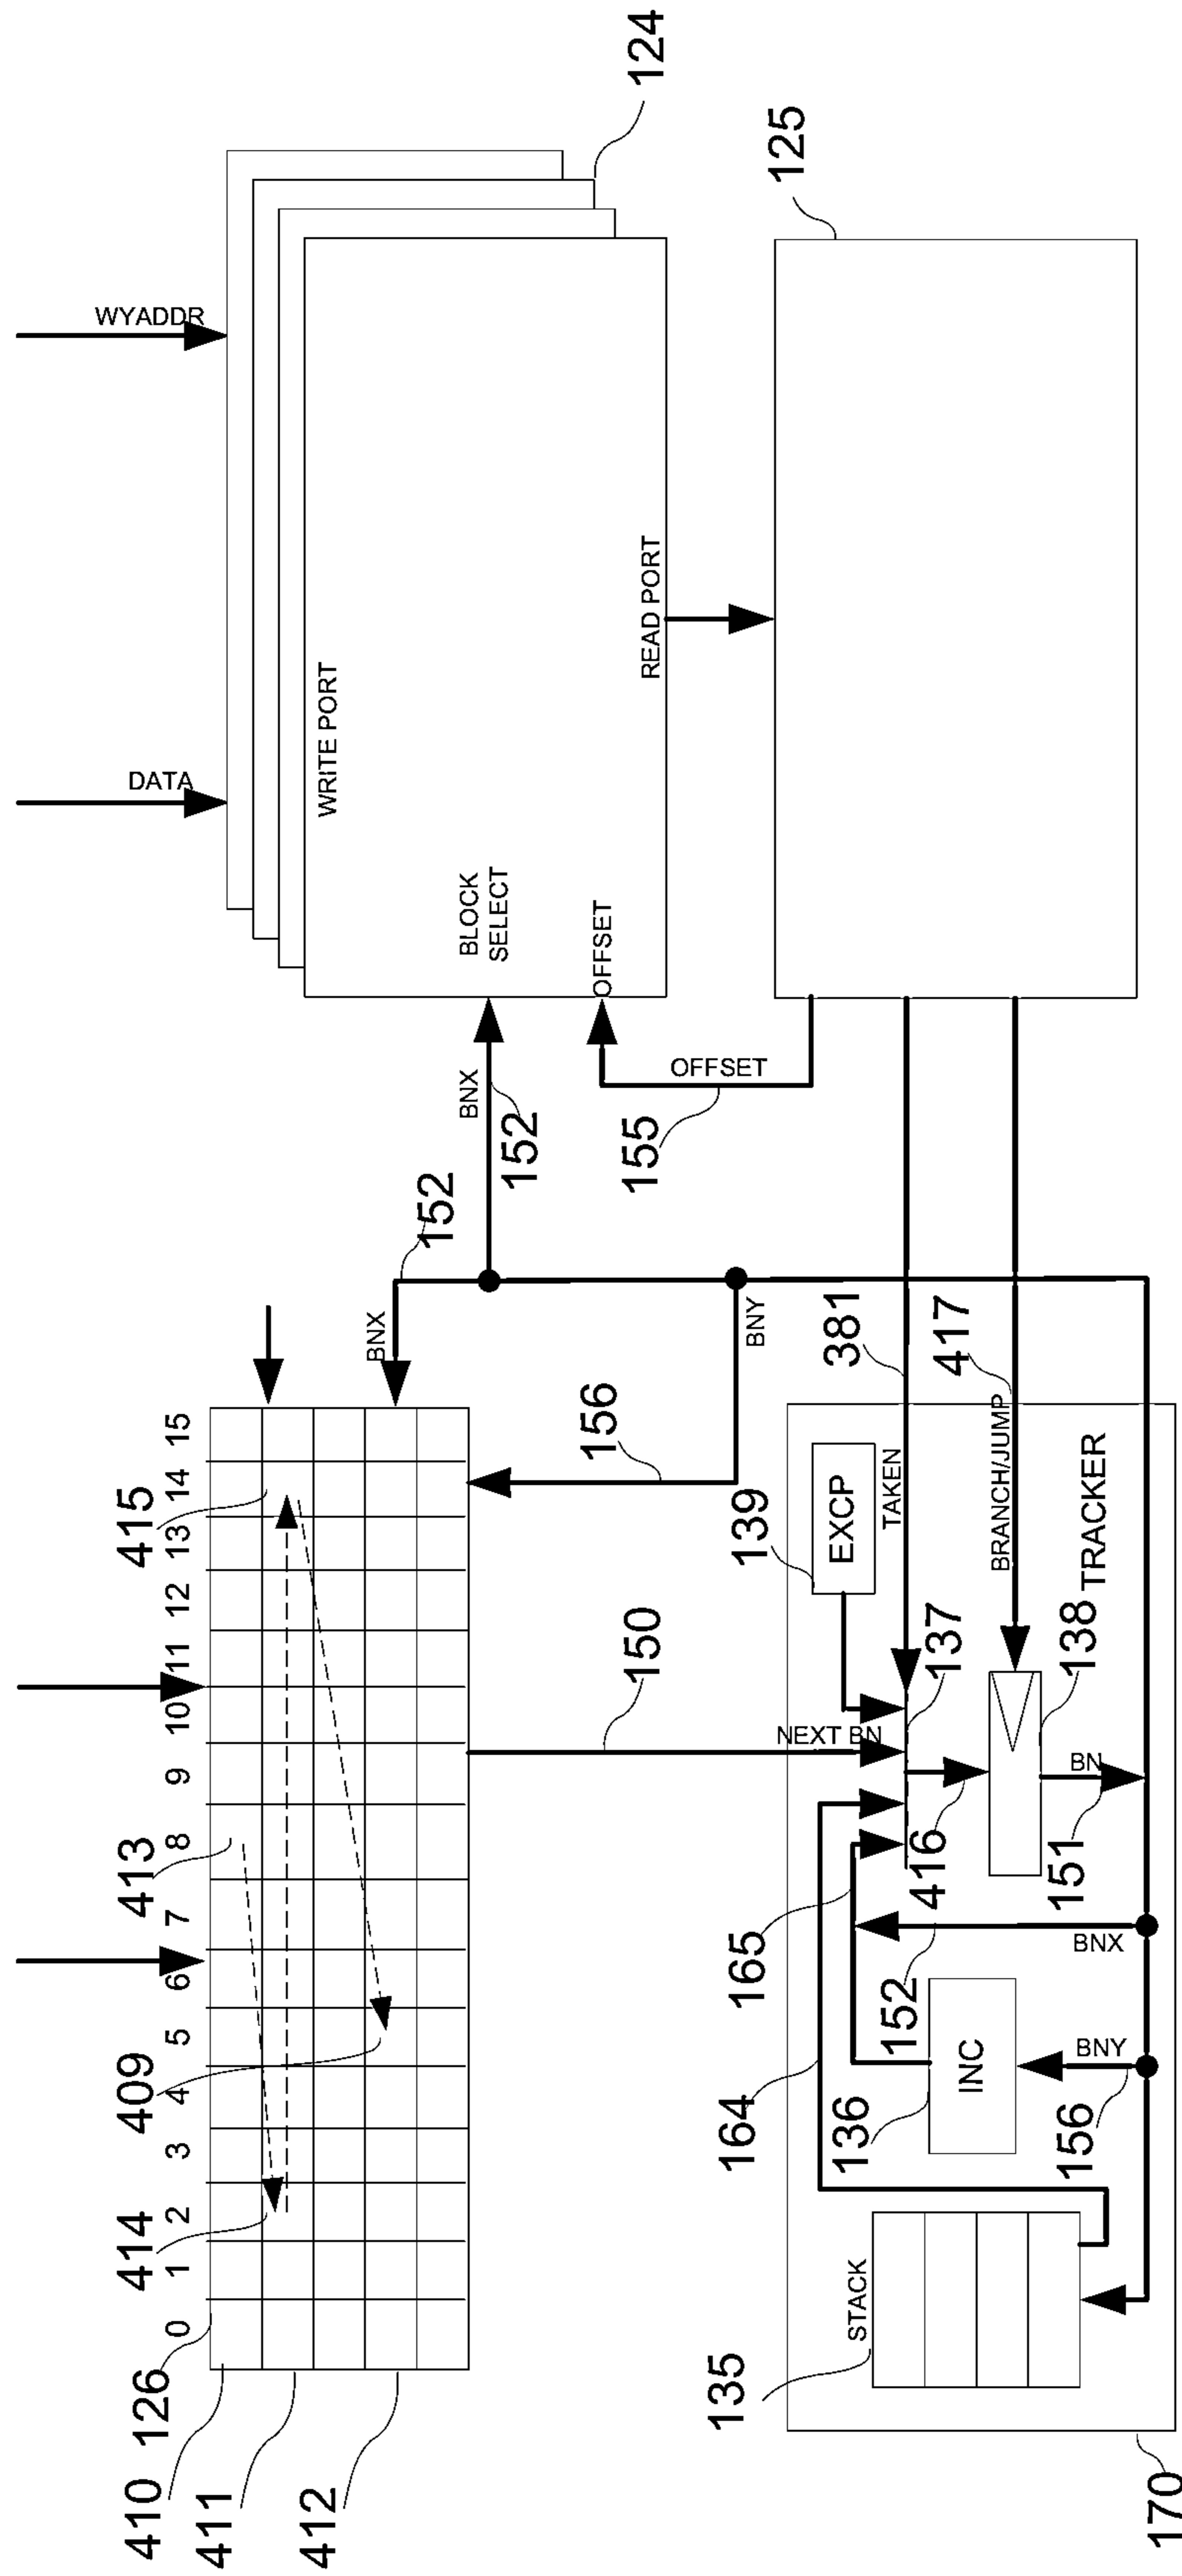 DATA
WYADDR
124
WRITE PORT
BLOCK
SELECT
OFFSET
READ PORT
BNX
152
152
BNX
OFFSET
155
125
410
411
412
126
0
1
2
3
4
5
6
7
8
9
10
11
12
13
14
15
414
409
413
415
BNY
156
150
NEXT BN
381
TAKEN
417
BRANCH/JUMP
139
EXCP
137
138
TRACKER
416
BN
151
165
164
152
BNX
136
INC
BNY
156
135
STACK
170